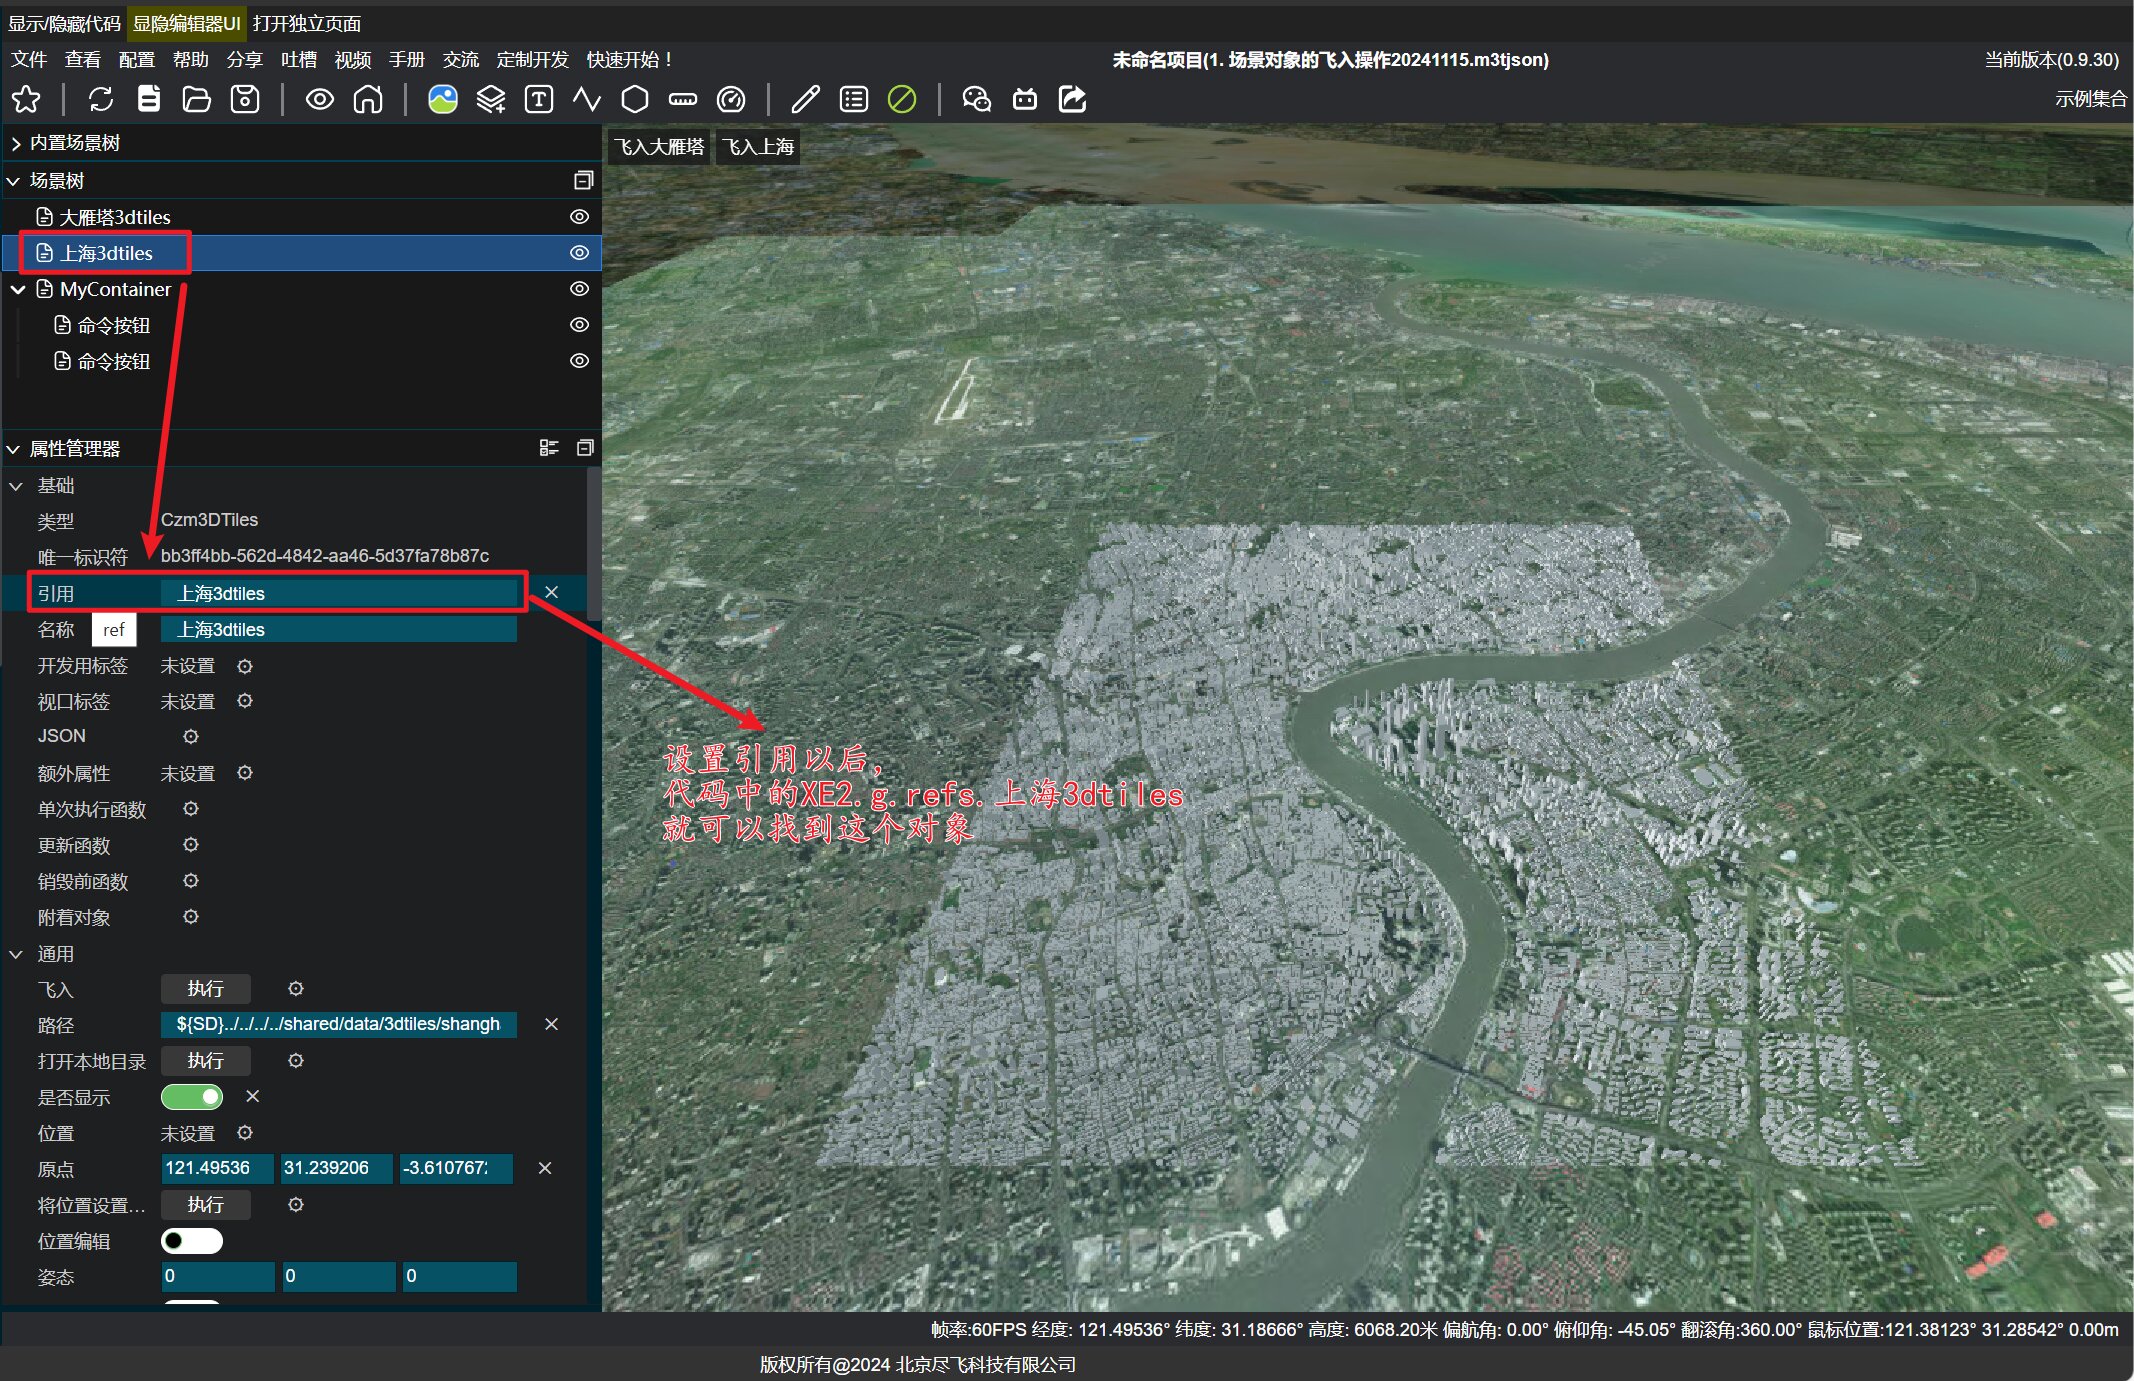 显示/隐藏代码 显隐编辑器UI 打开独立页面
文件 查看 配置 帮助 分享 吐槽 视频 手册 交流 定制开发 快速开始！ 未命名项目(1. 场景对象的飞入操作20241115.m3tjson) 当前版本(0.9.30)
示例集合
内置场景树
场景树
大雁塔3dtiles
上海3dtiles
MyContainer
命令按钮
命令按钮
属性管理器
基础
类型 Czm3DTiles
唯一标识符 bb3ff4bb-562d-4842-aa46-5d37fa78b87c
引用 上海3dtiles
名称 ref 上海3dtiles
开发用标签 未设置
视口标签 未设置
JSON
额外属性 未设置
单次执行函数
更新函数
销毁前函数
附着对象
通用
飞入 执行
路径 ${SD}../../../../shared/data/3dtiles/shangh
打开本地目录 执行
是否显示
位置 未设置
原点 121.49536 31.239206 -3.6107672
将位置设置... 执行
位置编辑
姿态 0 0 0
飞入大雁塔 飞入上海
设置引用以后，
代码中的XE2.g.refs.上海3dtiles
就可以找到这个对象
帧率:60FPS 经度: 121.49536° 纬度: 31.18666° 高度: 6068.20米 偏航角: 0.00° 俯仰角: -45.05° 翻滚角:360.00° 鼠标位置:121.38123° 31.28542° 0.00m
版权所有@2024 北京尽飞科技有限公司